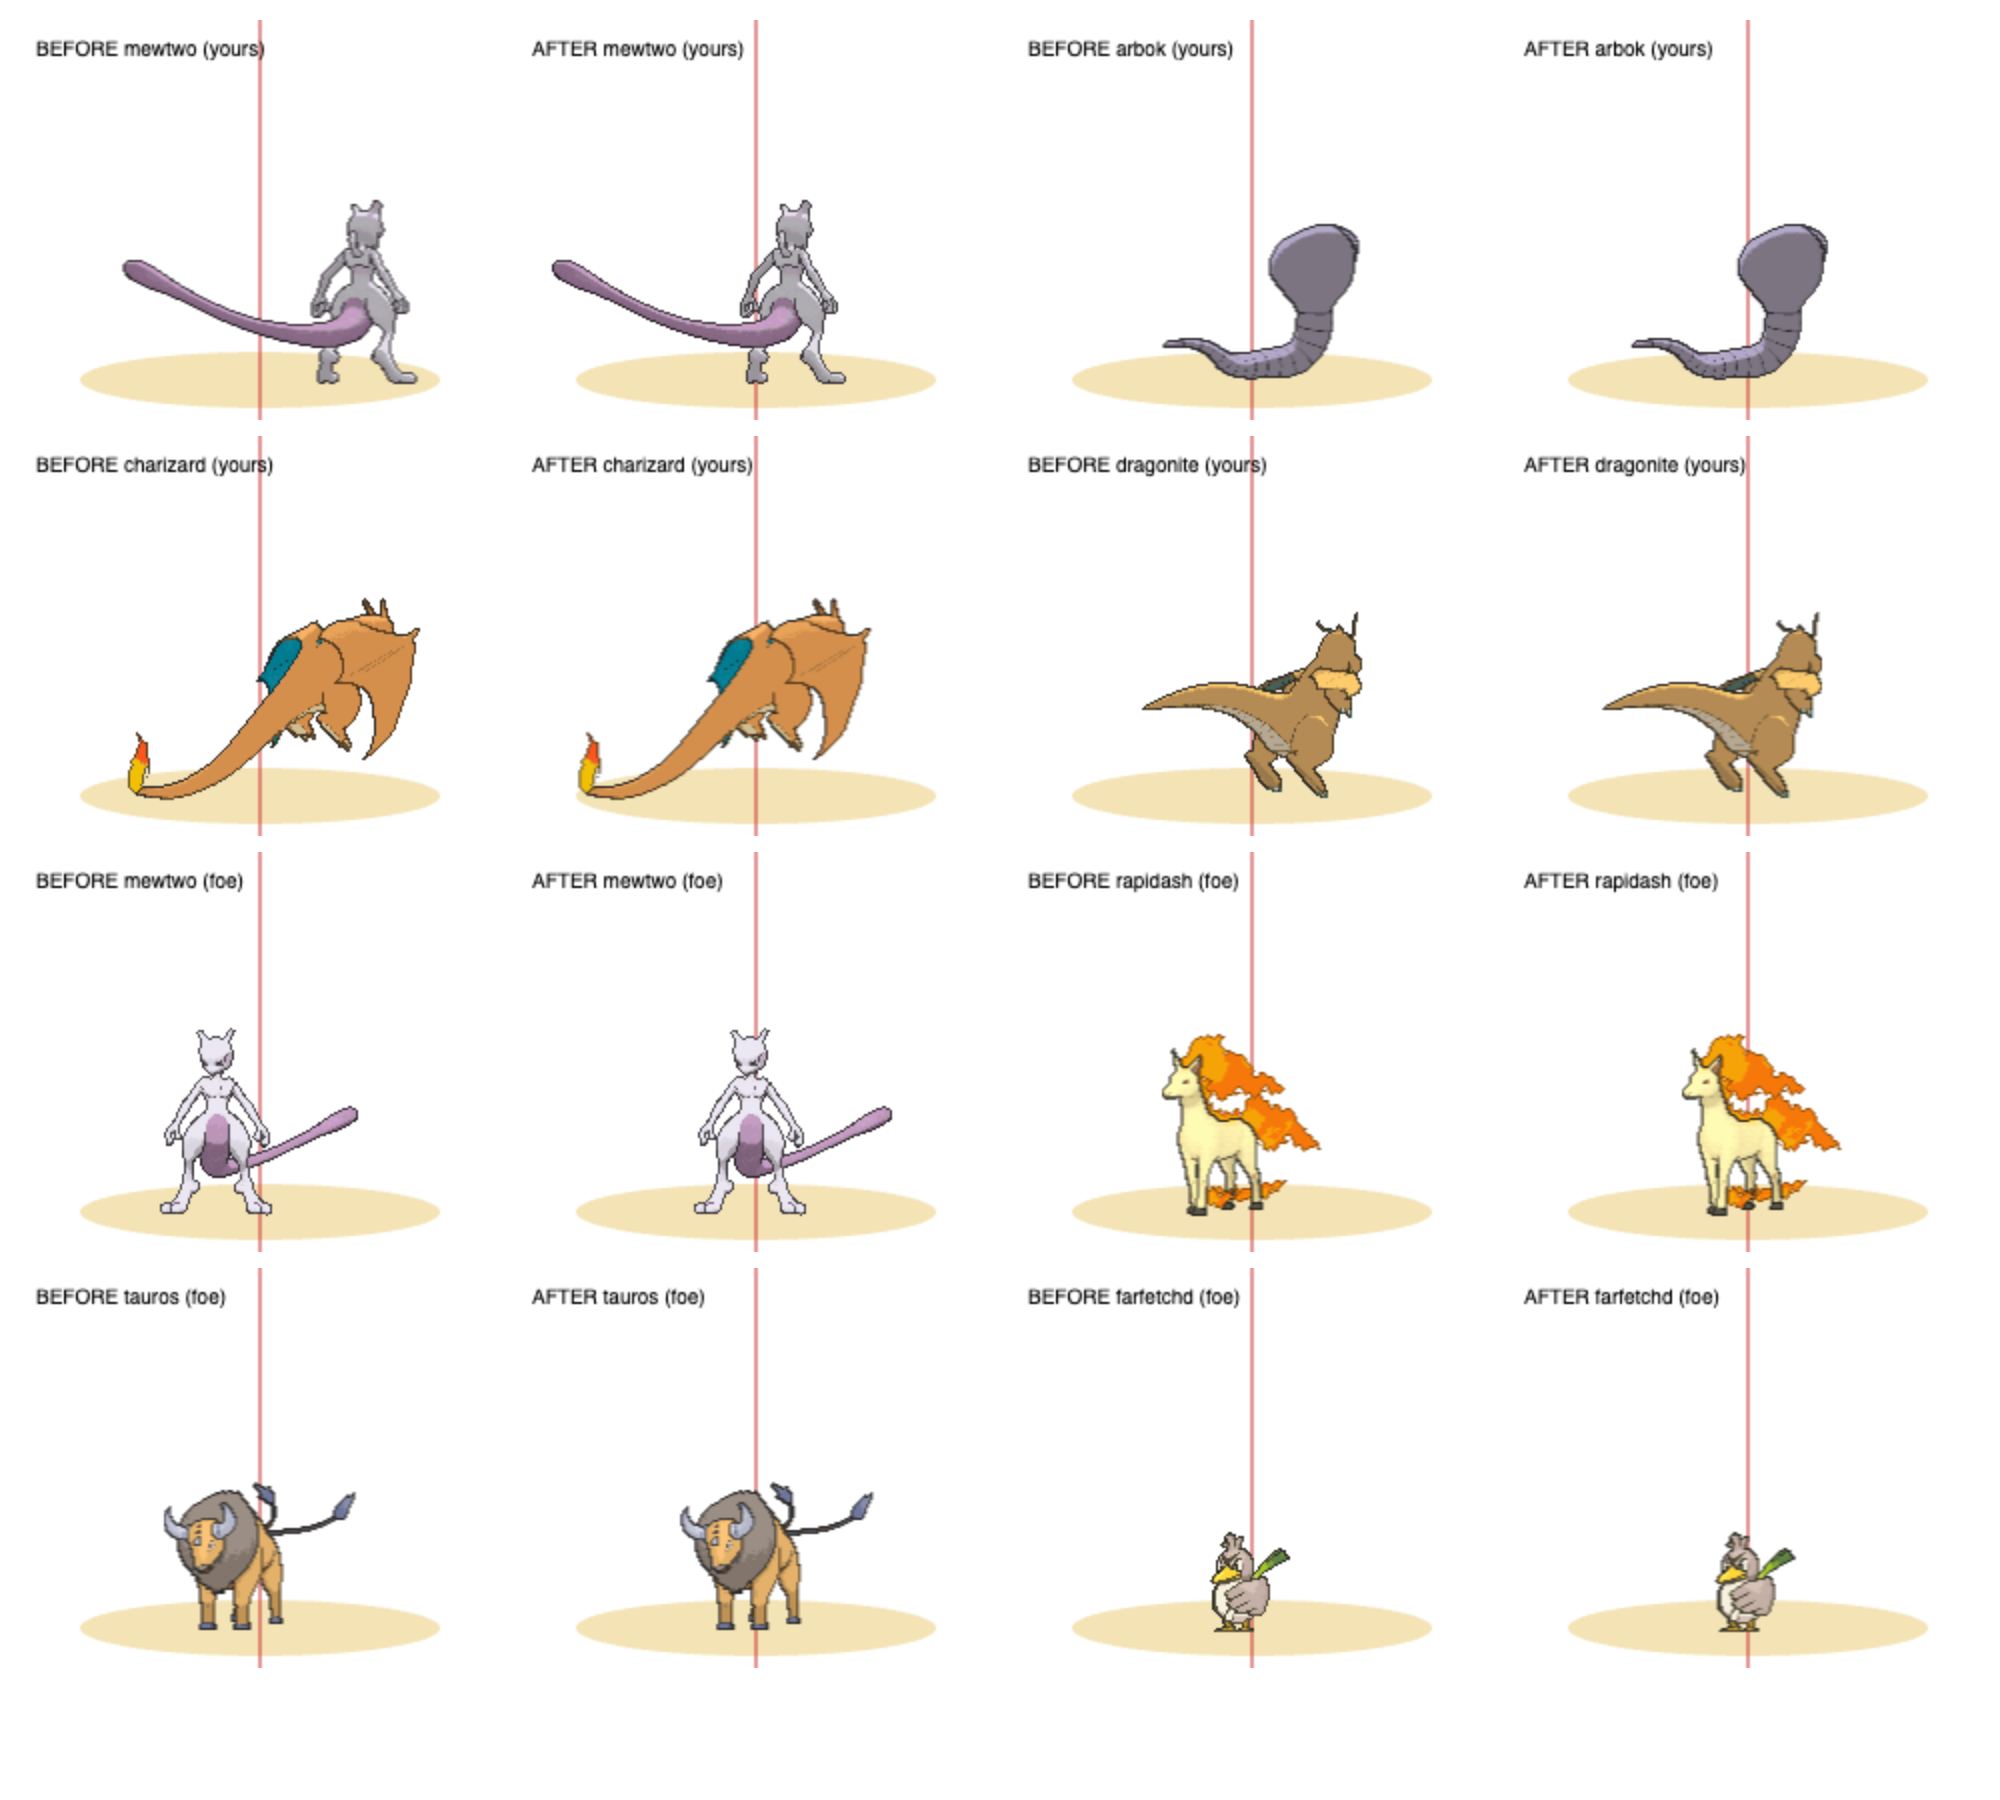 BEFORE mewtwo (yours)
AFTER mewtwo (yours)
BEFORE arbok (yours)
AFTER arbok (yours)
BEFORE charizard (yours)
AFTER charizard (yours)
BEFORE dragonite (yours)
AFTER dragonite (yours)
BEFORE mewtwo (foe)
AFTER mewtwo (foe)
BEFORE rapidash (foe)
AFTER rapidash (foe)
BEFORE tauros (foe)
AFTER tauros (foe)
BEFORE farfetchd (foe)
AFTER farfetchd (foe)